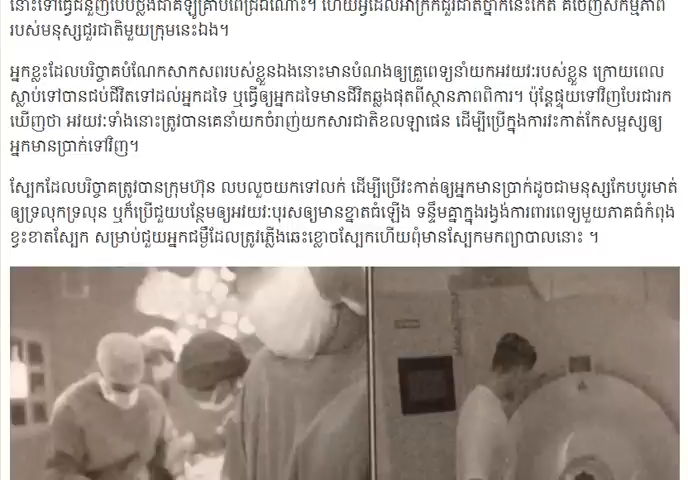 នោះទៅធ្វើជំនួញបែបថ្លង់ជាគឡូគ្រាប់ពេជ្រឯណោះ។ ហើយអ្វីដែលអាក្រក់ជួរជាតិថ្នាក់នេះកើត គឺចេញសកម្មភាព
របស់មនុស្សជួរជាតិមួយក្រុមនេះឯង។
អ្នកខ្លះដែលបរិច្ចាគបំណែកសាកសពរបស់ខ្លួនឯងនោះមានបំណងឲ្យគ្រូពេទ្យនាំយកអវយវៈរបស់ខ្លួន ក្រោយពេល
ស្លាប់ទៅបានជប់ជីវិតទៅដល់អ្នកដទៃ ឬធ្វើឲ្យអ្នកដទៃមានជីវិតឆ្លងផុតពីស្ថានភាពពិការ។ ប៉ុន្តែផ្ទុយទៅវិញបែរជារក
ឃើញថា អវយវៈទាំងនោះត្រូវបានគេនាំយកចំរាញ់យកសារជាតិខលឡាផេន ដើម្បីប្រើក្នុងការវះកាត់កែសម្ផស្សឲ្យ
អ្នកមានប្រាក់ទៅវិញ។
ស្បែកដែលបរិច្ចាគត្រូវបានក្រុមហ៊ុន លបលួចយកទៅលក់ ដើម្បីប្រើវះកាត់ឲ្យអ្នកមានប្រាក់ដូចជាមនុស្សកែបបូរមាត់
ឲ្យទ្រលុកទ្រលុន ឬក៏ប្រើជួយបន្ថែមឲ្យអវយវៈបុរសឲ្យមានខ្នាតធំឡើង ទន្ទឹមគ្នាក្នុងរង្វង់ការពារពេទ្យមួយភាគធំកំពុង
ខ្វះខាតស្បែក សម្រាប់ជួយអ្នកជម្ងឺដែលត្រូវភ្លើងឆេះខ្លោចស្បែកហើយពុំមានស្បែកមកព្យាបាលនោះ ។